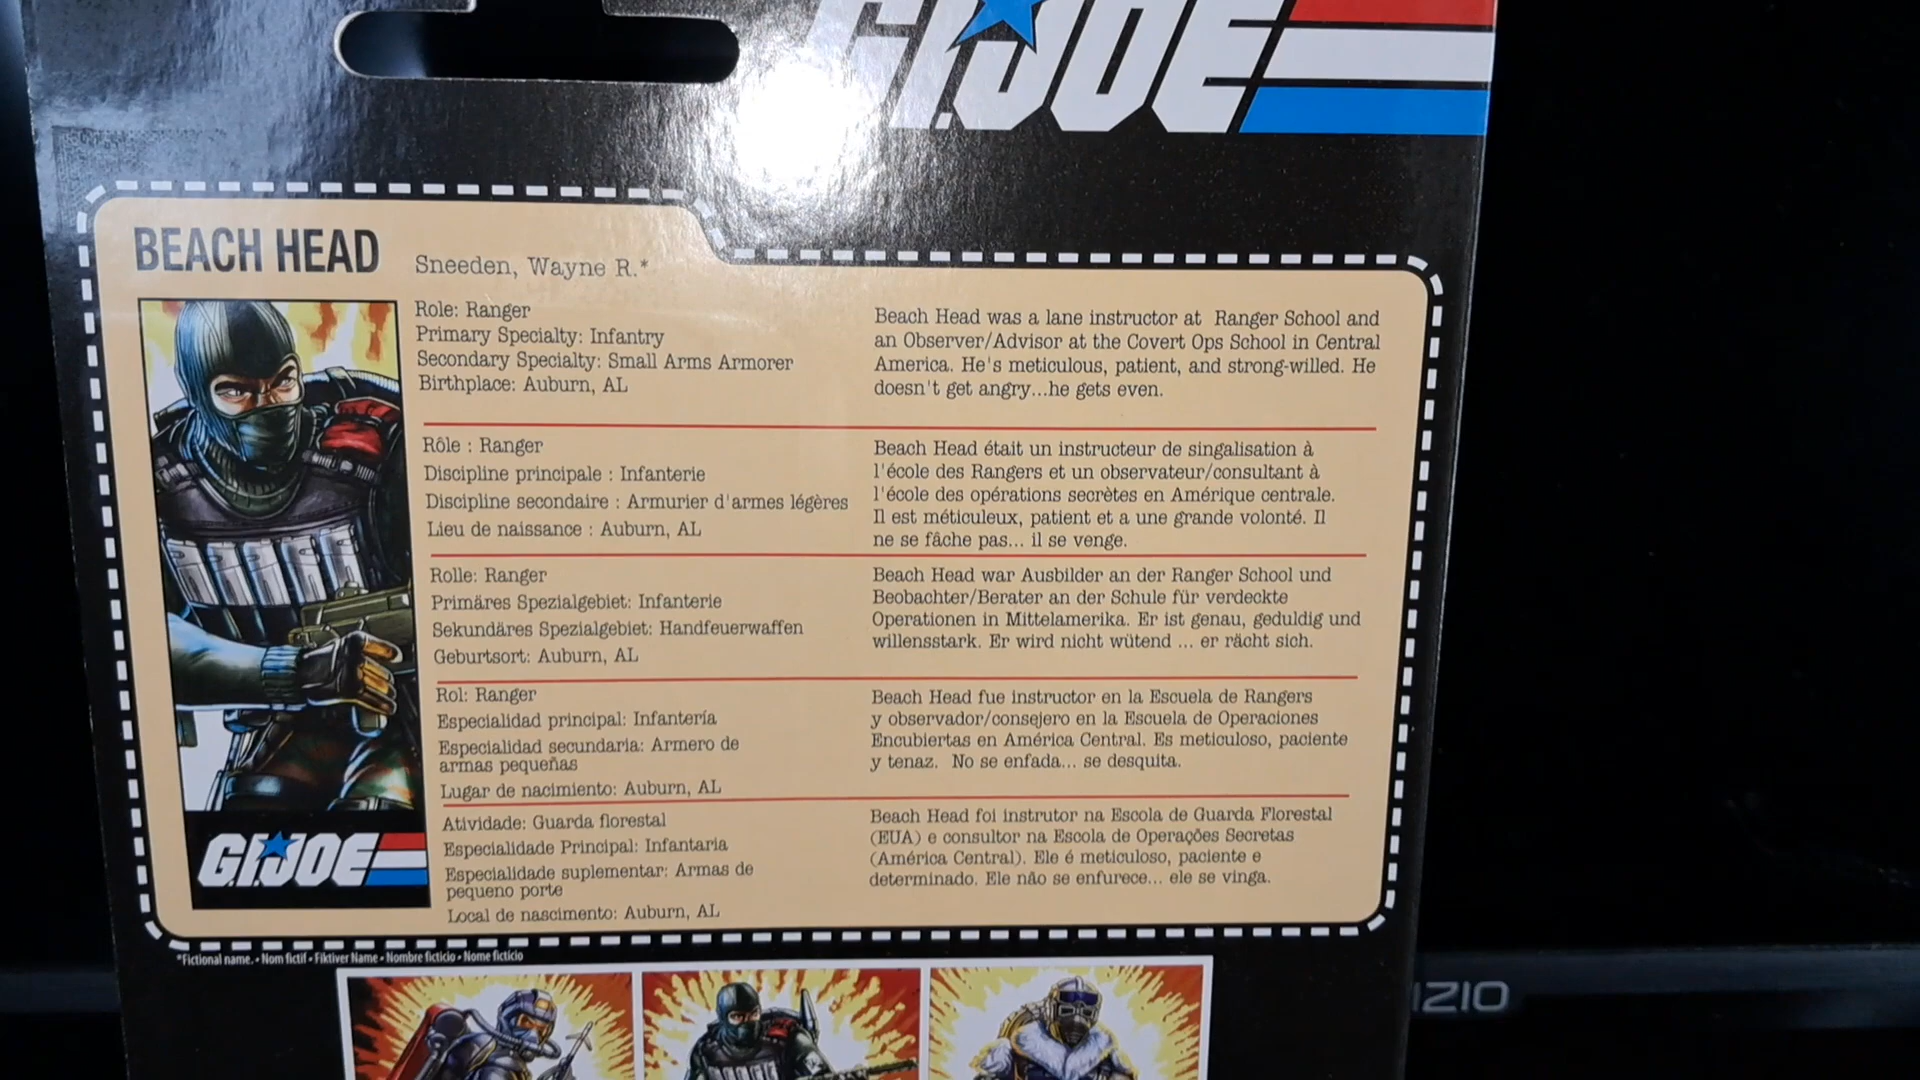 G.I.JOE
BEACH HEAD
Sneeden, Wayne R.*
Role: Ranger
Primary Specialty: Infantry
Secondary Specialty: Small Arms Armorer
Birthplace: Auburn, AL
Beach Head was a lane instructor at Ranger School and
an Observer/Advisor at the Covert Ops School in Central
America. He's meticulous, patient, and strong-willed. He
doesn't get angry...he gets even.
Rôle : Ranger
Discipline principale : Infanterie
Discipline secondaire : Armurier d'armes légères
Lieu de naissance : Auburn, AL
Beach Head était un instructeur de singalisation à
l'école des Rangers et un observateur/consultant à
l'école des opérations secrètes en Amérique centrale.
Il est méticuleux, patient et a une grande volonté. Il
ne se fâche pas... il se venge.
Rolle: Ranger
Primäres Spezialgebiet: Infanterie
Sekundäres Spezialgebiet: Handfeuerwaffen
Geburtsort: Auburn, AL
Beach Head war Ausbilder an der Ranger School und
Beobachter/Berater an der Schule für verdeckte
Operationen in Mittelamerika. Er ist genau, geduldig und
willensstark. Er wird nicht wütend ... er rächt sich.
Rol: Ranger
Especialidad principal: Infantería
Especialidad secundaria: Armero de
armas pequeñas
Lugar de nacimiento: Auburn, AL
Beach Head fue instructor en la Escuela de Rangers
y observador/consejero en la Escuela de Operaciones
Encubiertas en América Central. Es meticuloso, paciente
y tenaz. No se enfada... se desquita.
Atividade: Guarda florestal
Especialidade Principal: Infantaria
Especialidade suplementar: Armas de
pequeno porte
Local de nascimento: Auburn, AL
Beach Head foi instrutor na Escola de Guarda Florestal
(EUA) e consultor na Escola de Operações Secretas
(América Central). Ele é meticuloso, paciente e
determinado. Ele não se enfurece... ele se vinga.
G.I.JOE
*Fictional name. • Nom fictif • Fiktiver Name • Nombre ficticio • Nome fictício
IZIO